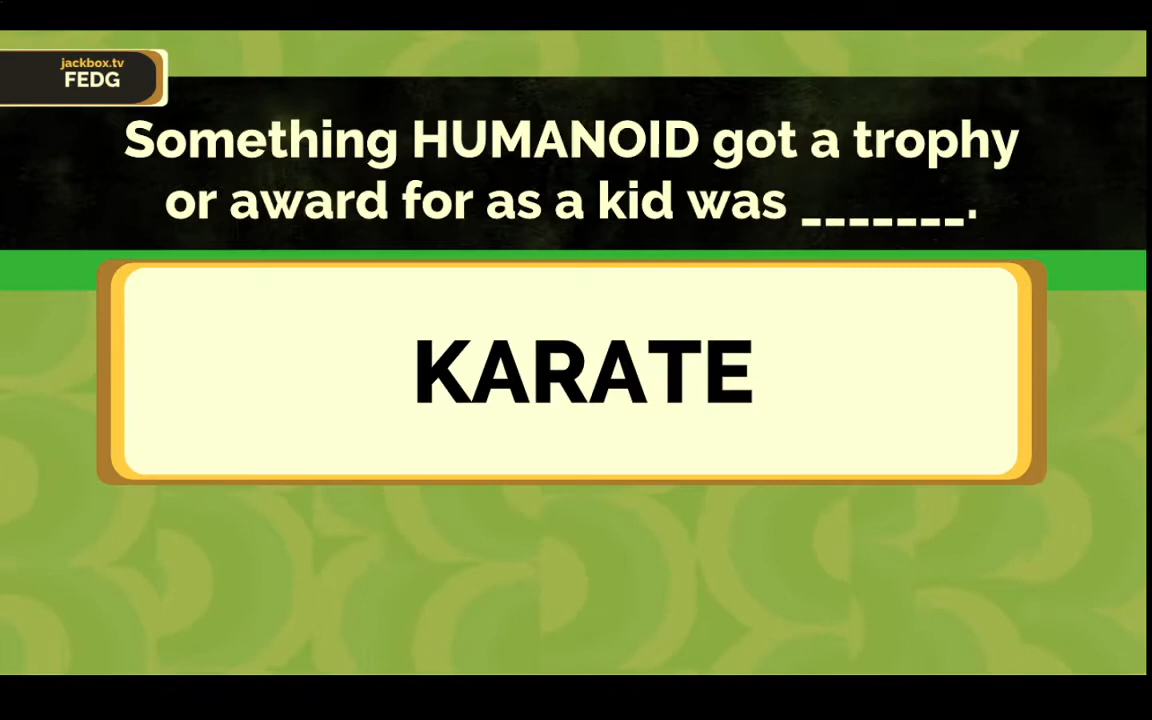 jackbox.tv
FEDG
Something HUMANOID got a trophy
or award for as a kid was _______.
KARATE